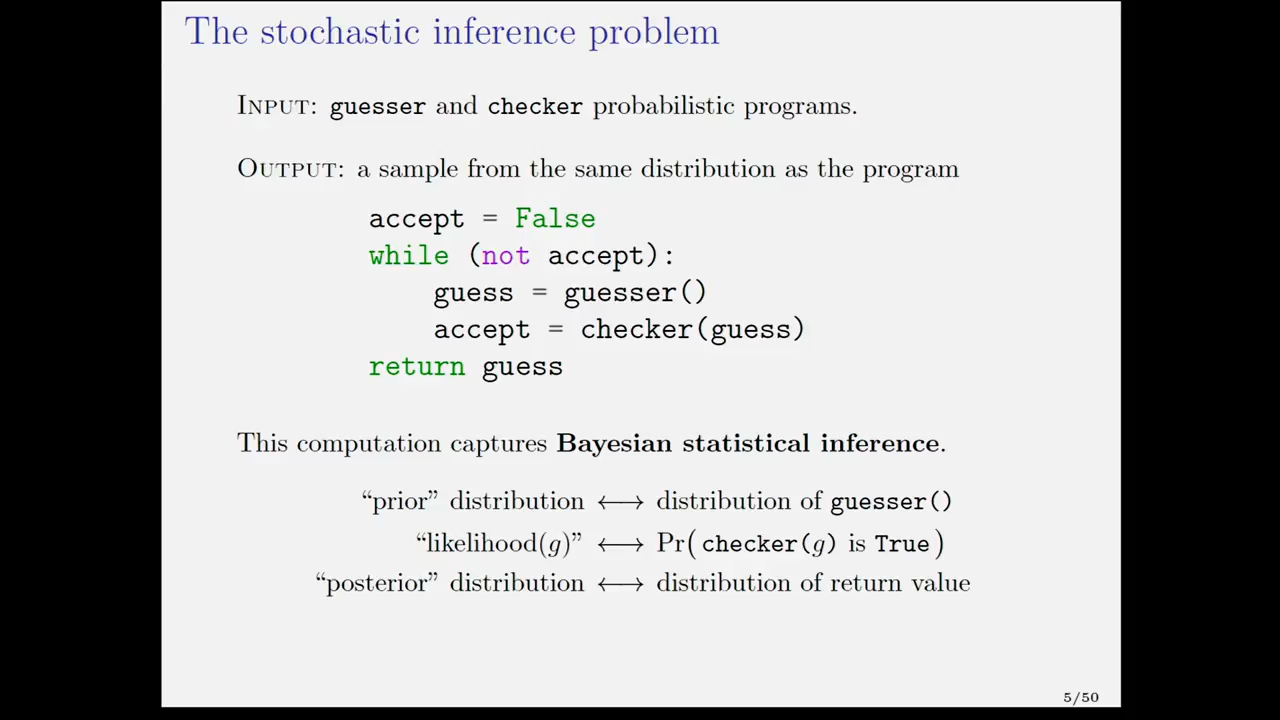 The stochastic inference problem
INPUT: guesser and checker probabilistic programs.
OUTPUT: a sample from the same distribution as the program
accept = False
while (not accept):
    guess = guesser()
    accept = checker(guess)
return guess
This computation captures Bayesian statistical inference.
“prior” distribution ⟷ distribution of guesser()
“likelihood(g)” ⟷ Pr(checker(g) is True)
“posterior” distribution ⟷ distribution of return value
5/50